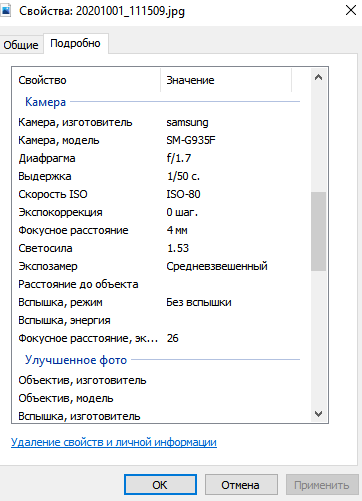 Свойства: 20201001_111509.jpg
Общие Подробно
Свойство Значение
Камера
Камера, изготовитель samsung
Камера, модель SM-G935F
Диафрагма f/1.7
Выдержка 1/50 с.
Скорость ISO ISO-80
Экспокоррекция 0 шаг.
Фокусное расстояние 4 мм
Светосила 1.53
Экспозамер Средневзвешенный
Расстояние до объекта
Вспышка, режим Без вспышки
Вспышка, энергия
Фокусное расстояние, эк... 26
Улучшенное фото
Объектив, изготовитель
Объектив, модель
Вспышка, изготовитель
Удаление свойств и личной информации
ОК Отмена Применить